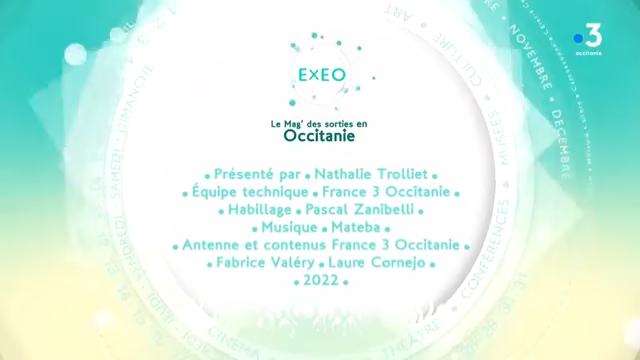 3
occitanie
EXEO
Le Mag' des sorties en
Occitanie
• Présenté par • Nathalie Trolliet •
• Équipe technique • France 3 Occitanie •
• Habillage • Pascal Zanibelli •
• Musique • Mateba •
• Antenne et contenus France 3 Occitanie •
• Fabrice Valéry • Laure Cornejo •
• 2022 •
NOVEMBRE • DECEMBRE
ART
CULTURE
MUSÉES
CONFÉRENCES
THÉÂTRE
CINÉMA
VENDREDI - SAMEDI - DIMANCHE